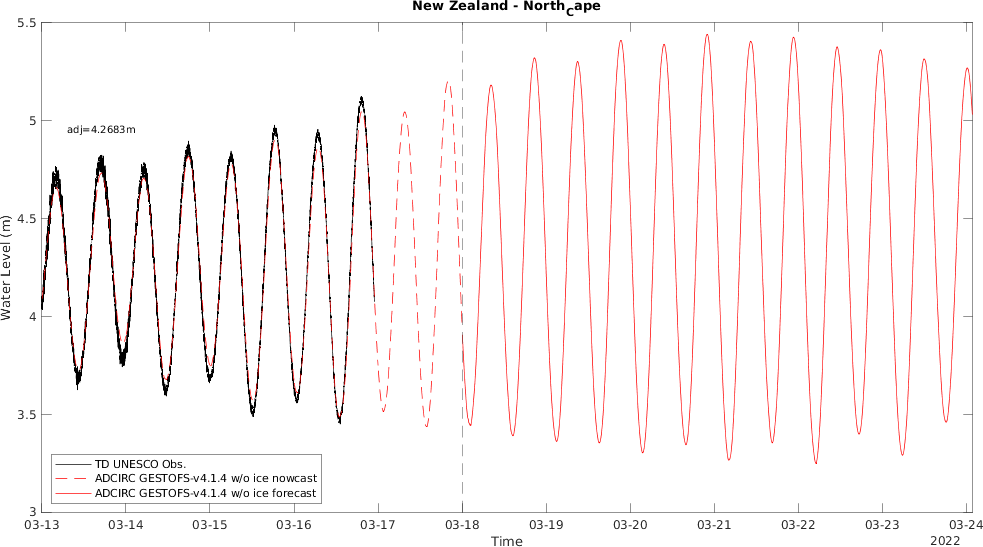 New Zealand - NorthCape
5.5
5
adj=4.2683m
4.5
Water Level (m)
4
3.5
TD UNESCO Obs.
ADCIRC GESTOFS-v4.1.4 w/o ice nowcast
ADCIRC GESTOFS-v4.1.4 w/o ice forecast
3
03-13 03-14 03-15 03-16 03-17 03-18 03-19 03-20 03-21 03-22 03-23 03-24
Time
2022